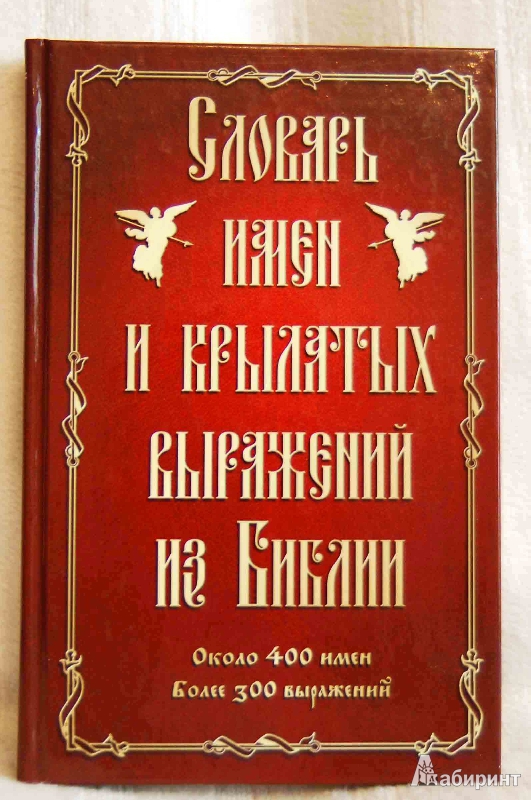 Словарь
имен
и крылатых
выражений
из Библии
Около 400 имен
Более 300 выражений
Лабиринт